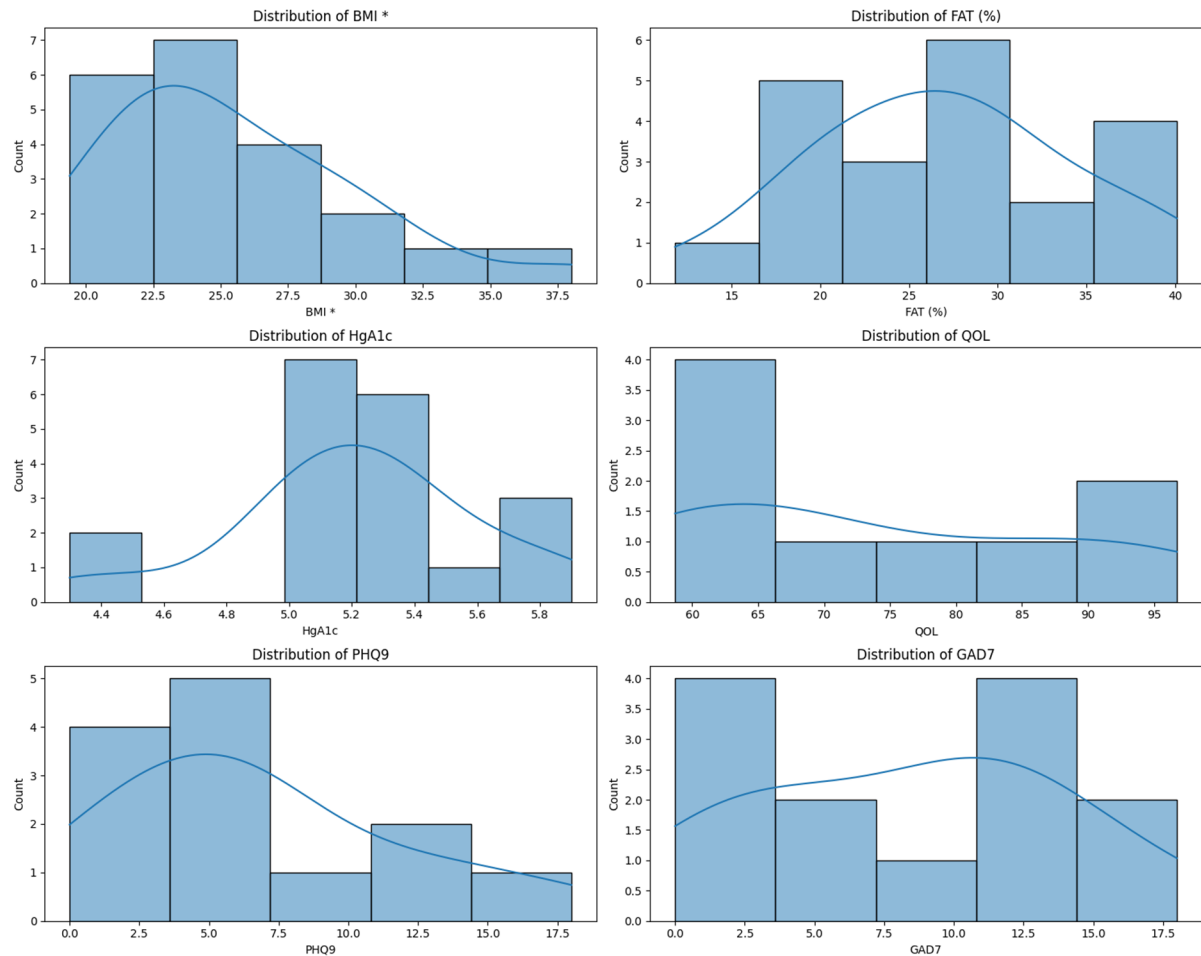 Distribution of BMI *
7
6
5
4
3
2
1
0
Count
20.0 22.5 25.0 27.5 30.0 32.5 35.0 37.5
BMI *
Distribution of FAT (%)
6
5
4
3
2
1
0
Count
15 20 25 30 35 40
FAT (%)
Distribution of HgA1c
7
6
5
4
3
2
1
0
Count
4.4 4.6 4.8 5.0 5.2 5.4 5.6 5.8
HgA1c
Distribution of QOL
4.0
3.5
3.0
2.5
2.0
1.5
1.0
0.5
0.0
Count
60 65 70 75 80 85 90 95
QOL
Distribution of PHQ9
5
4
3
2
1
0
Count
0.0 2.5 5.0 7.5 10.0 12.5 15.0 17.5
PHQ9
Distribution of GAD7
4.0
3.5
3.0
2.5
2.0
1.5
1.0
0.5
0.0
Count
0.0 2.5 5.0 7.5 10.0 12.5 15.0 17.5
GAD7